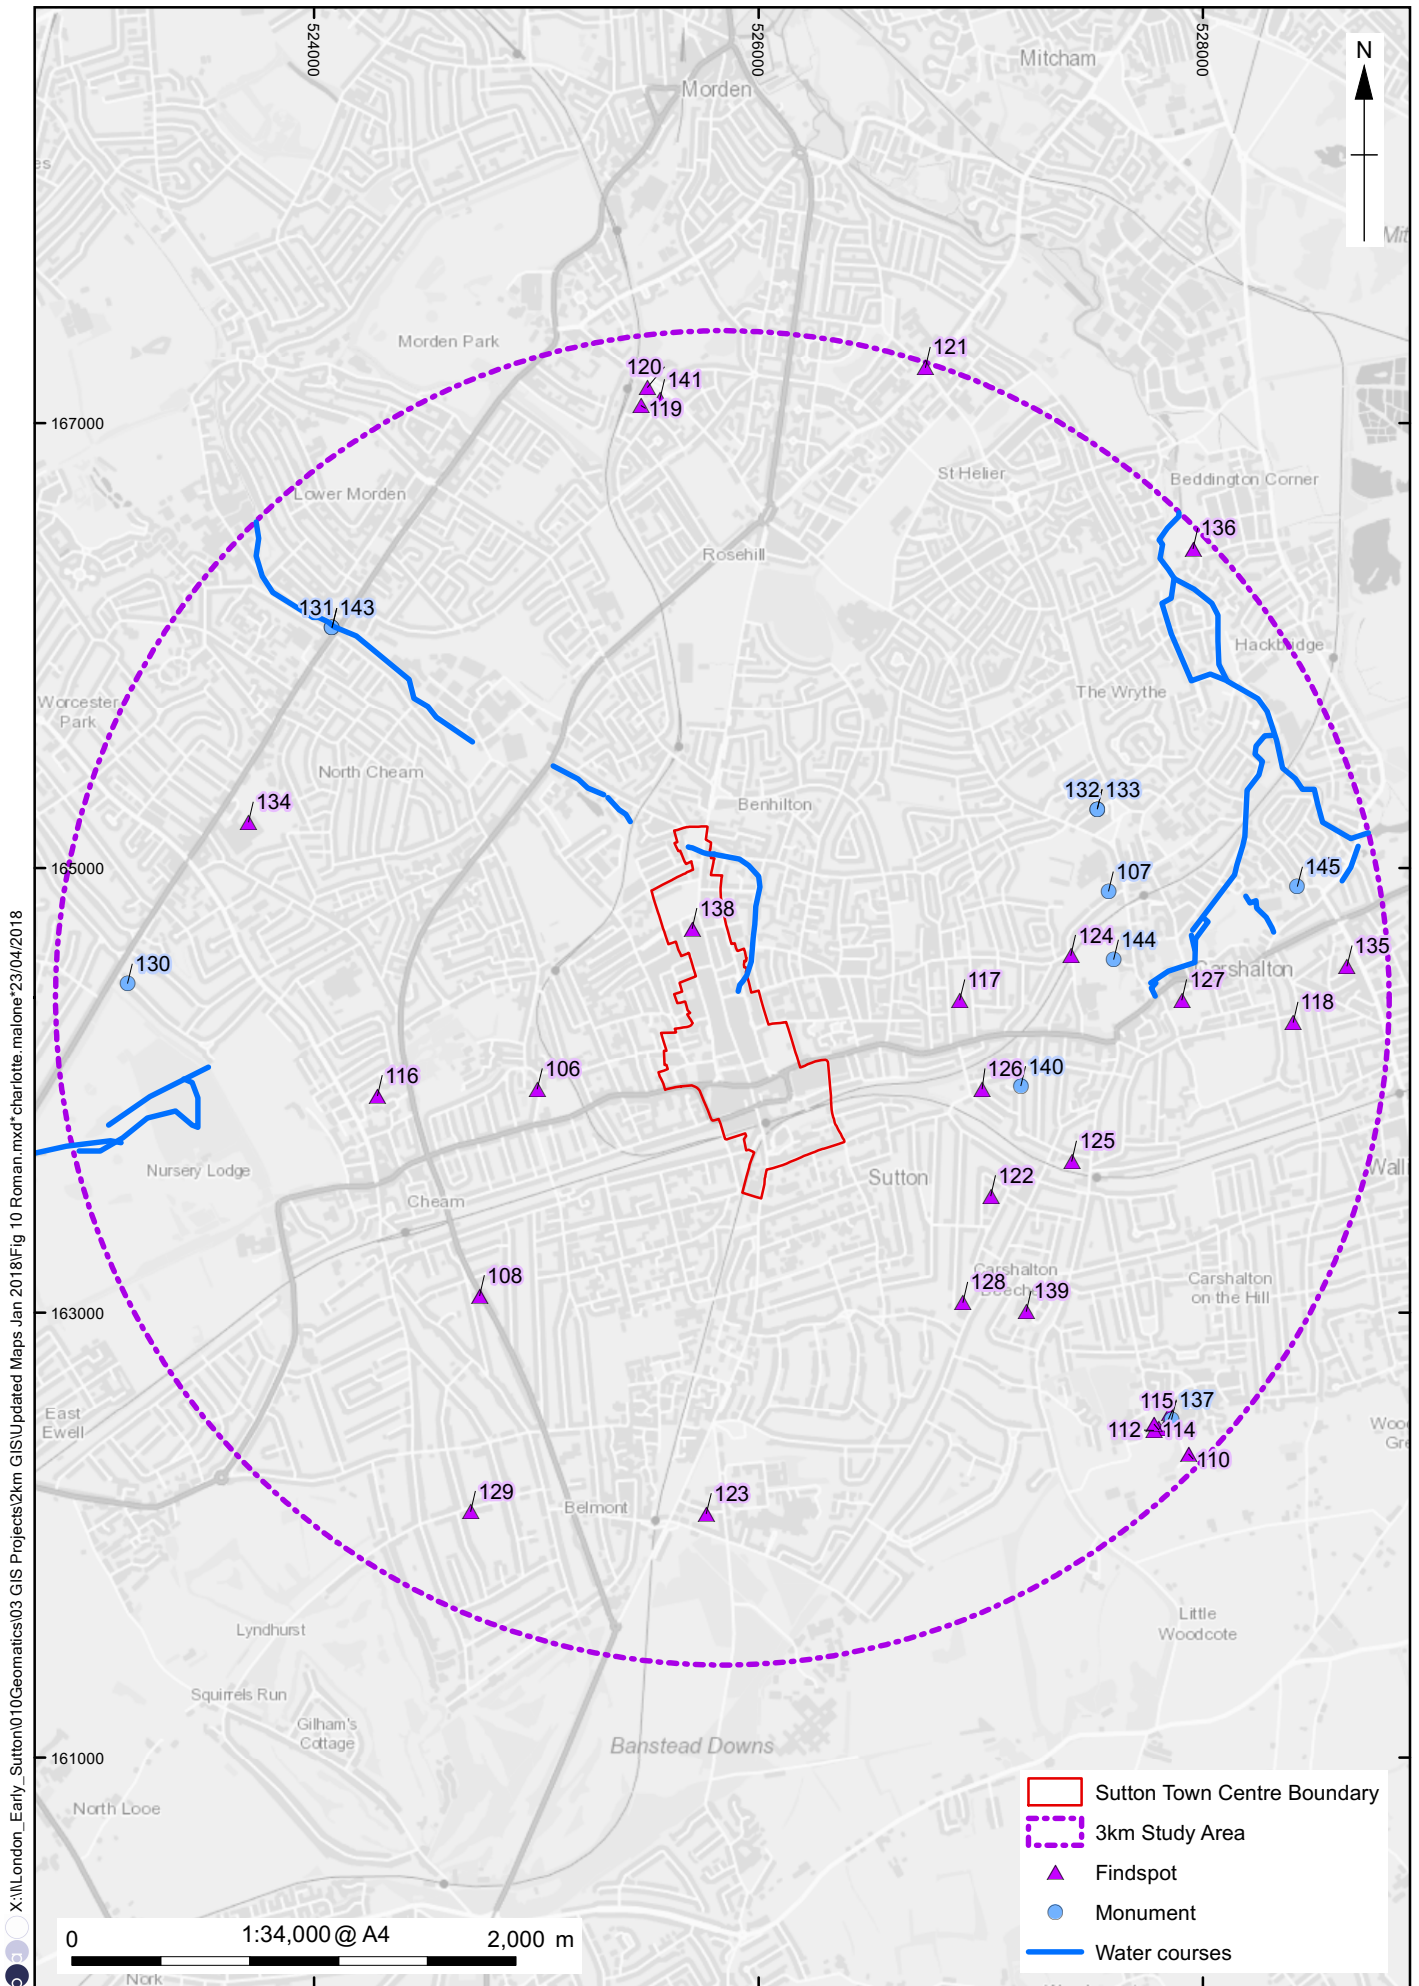 524000
526000
528000
N
Mitcham
Morden
Mit
Morden Park
121
120
141
119
167000
St Helier
Beddington Corner
Lower Morden
136
Rosehill
131
143
Hackbridge
The Wrythe
Worcester
Park
North Cheam
132
133
134
Benhilton
165000
107
145
138
124
144
135
130
Carshalton
117
127
118
116
106
126
140
125
Nursery Lodge
Sutton
Wall
122
Cheam
108
Carshalton
Beech
128
139
Carshalton
on the Hill
163000
115
137
112
114
110
East
Ewell
Woo
Gre
129
Belmont
123
Lyndhurst
Little
Woodcote
Squirrels Run
Gilham's
Cottage
Banstead Downs
161000
North Looe
Sutton Town Centre Boundary
3km Study Area
Findspot
Monument
Water courses
0
1:34,000 @ A4
2,000 m
Nork
X:\I\London_Early_Sutton\010Geomatics\03 GIS Projects\2km GIS\Updated Maps Jan 2018\Fig 10 Roman.mxd*charlotte.malone*23/04/2018